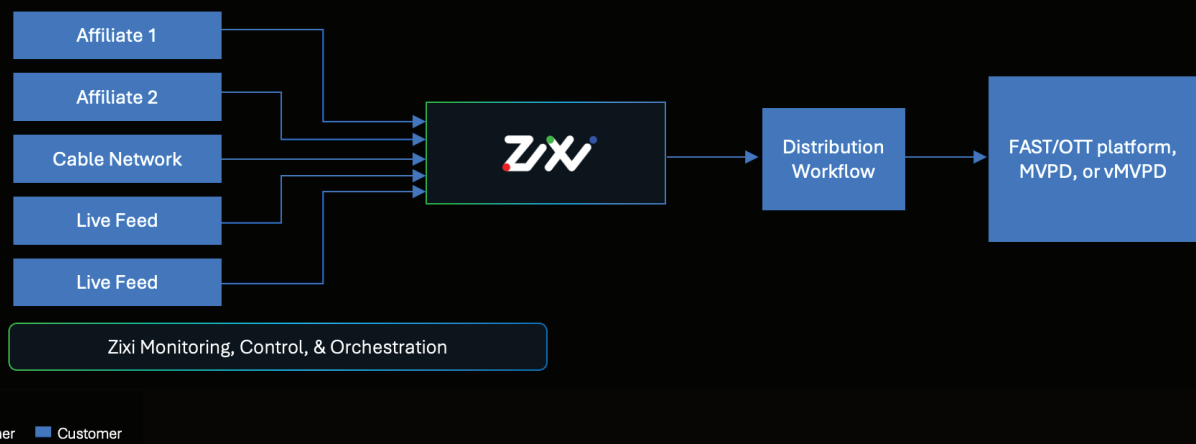 Affiliate 1
Affiliate 2
Cable Network
Live Feed
Live Feed
ZiXi
Distribution
Workflow
FAST/OTT platform,
MVPD, or vMVPD
Zixi Monitoring, Control, & Orchestration
Customer